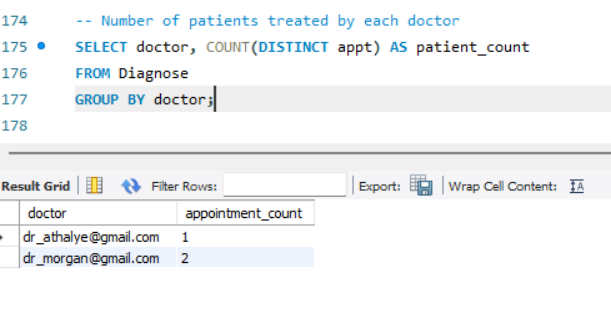 174 -- Number of patients treated by each doctor
175 SELECT doctor, COUNT(DISTINCT appt) AS patient_count
176 FROM Diagnose
177 GROUP BY doctor;
178
Result Grid Filter Rows: Export: Wrap Cell Content: IA
doctor appointment_count
dr_athalye@gmail.com 1
dr_morgan@gmail.com 2